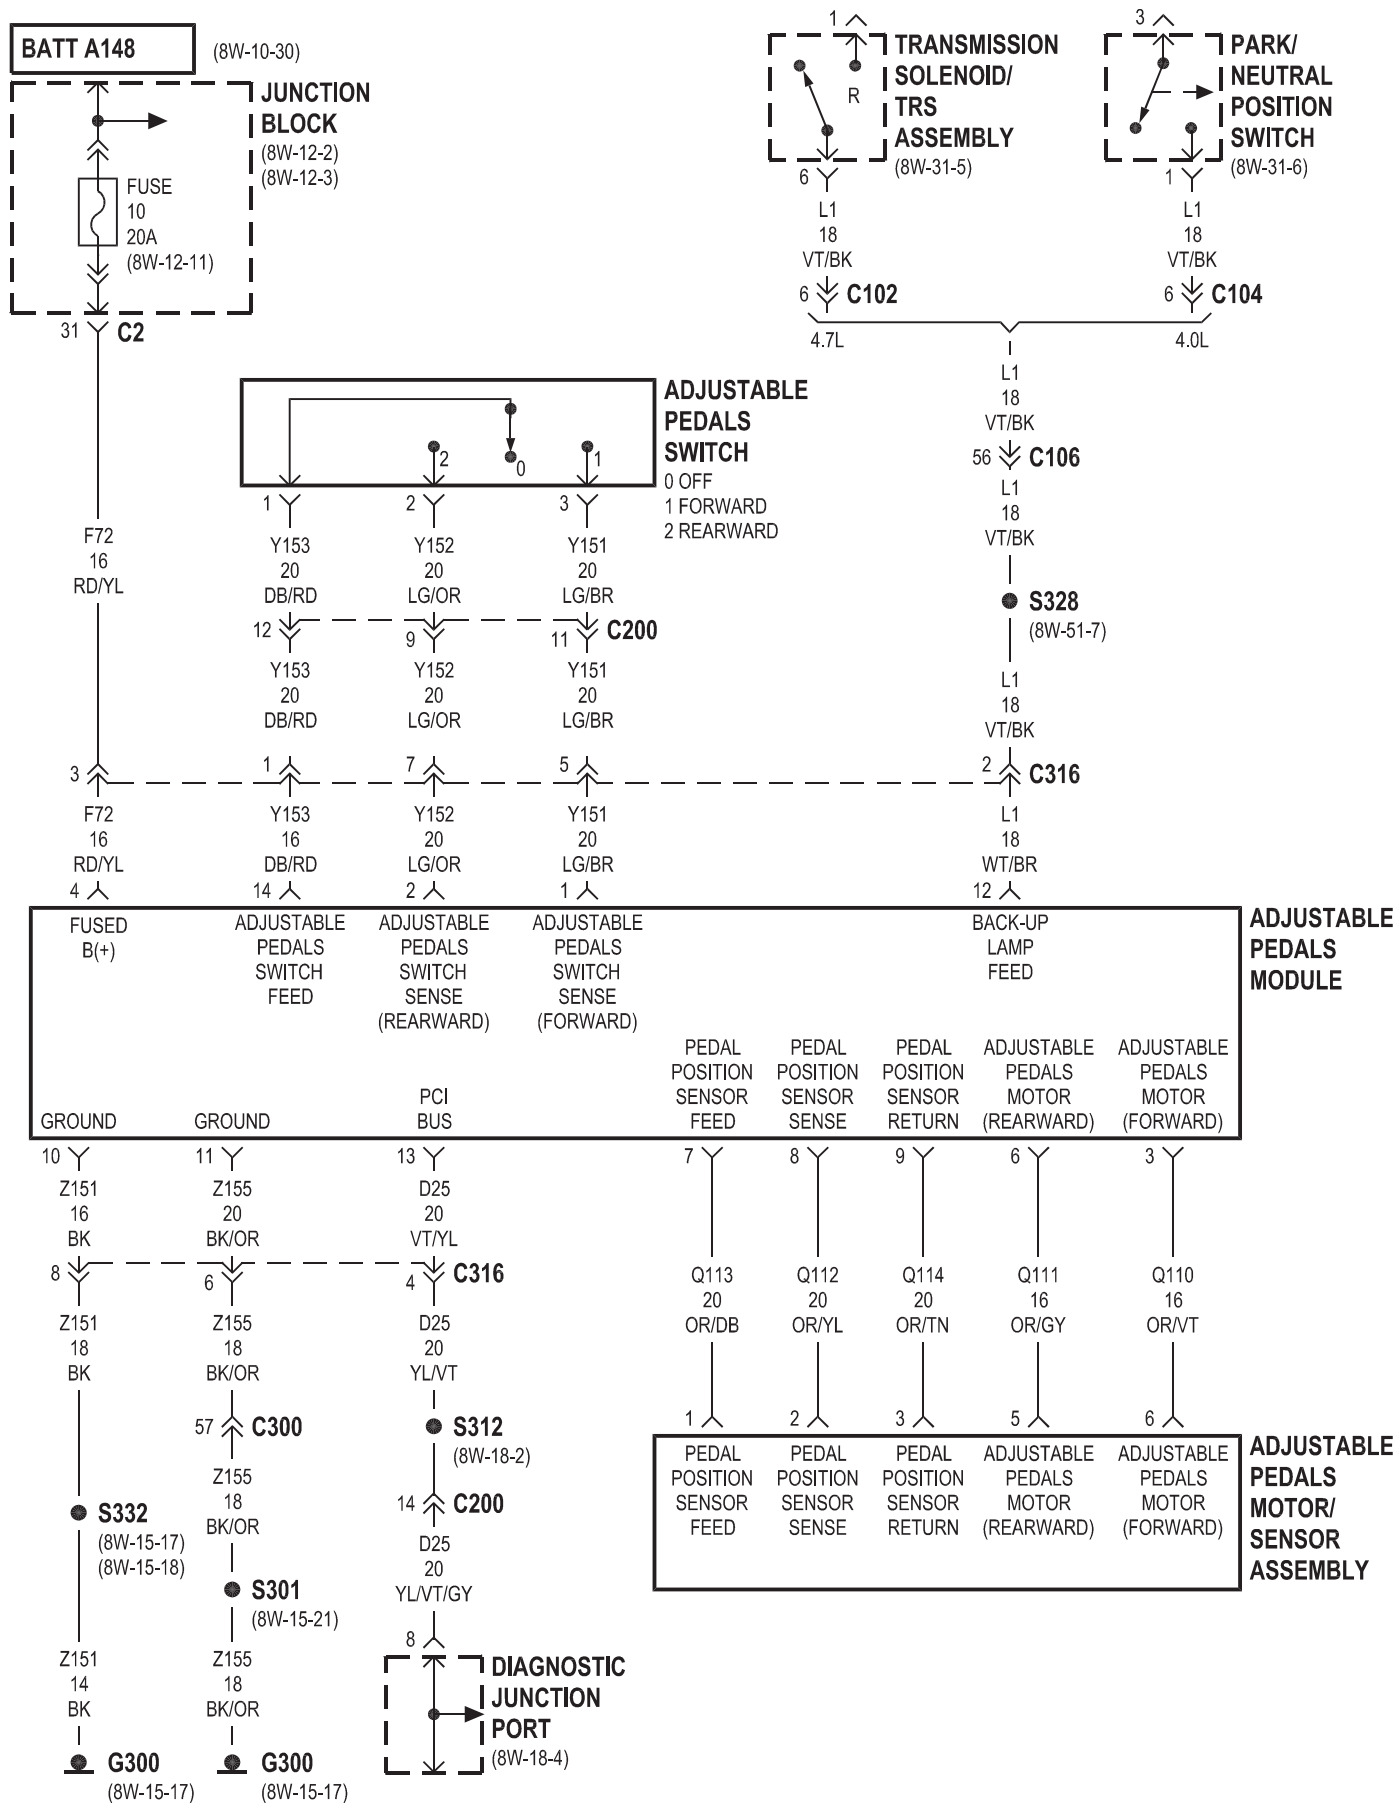 BATT A148
(8W-10-30)
JUNCTION
BLOCK
(8W-12-2)
(8W-12-3)
FUSE
10
20A
(8W-12-11)
31
C2
1
TRANSMISSION
SOLENOID/
TRS
ASSEMBLY
(8W-31-5)
R
6
L1
18
VT/BK
6
C102
4.7L
3
PARK/
NEUTRAL
POSITION
SWITCH
(8W-31-6)
1
L1
18
VT/BK
6
C104
4.0L
L1
18
VT/BK
56
C106
L1
18
VT/BK
S328
(8W-51-7)
L1
18
VT/BK
ADJUSTABLE
PEDALS
SWITCH
0 OFF
1 FORWARD
2 REARWARD
2
0
1
1
2
3
F72
16
RD/YL
Y153
20
DB/RD
Y152
20
LG/OR
Y151
20
LG/BR
12
9
11
C200
Y153
20
DB/RD
Y152
20
LG/OR
Y151
20
LG/BR
3
1
7
5
2
C316
F72
16
RD/YL
Y153
16
DB/RD
Y152
20
LG/OR
Y151
20
LG/BR
L1
18
WT/BR
4
14
2
1
12
FUSED
B(+)
ADJUSTABLE
PEDALS
SWITCH
FEED
ADJUSTABLE
PEDALS
SWITCH
SENSE
(REARWARD)
ADJUSTABLE
PEDALS
SWITCH
SENSE
(FORWARD)
BACK-UP
LAMP
FEED
ADJUSTABLE
PEDALS
MODULE
GROUND
GROUND
PCI
BUS
PEDAL
POSITION
SENSOR
FEED
PEDAL
POSITION
SENSOR
SENSE
PEDAL
POSITION
SENSOR
RETURN
ADJUSTABLE
PEDALS
MOTOR
(REARWARD)
ADJUSTABLE
PEDALS
MOTOR
(FORWARD)
10
11
13
7
8
9
6
3
Z151
16
BK
Z155
20
BK/OR
D25
20
VT/YL
8
6
4
C316
Z151
18
BK
Z155
18
BK/OR
D25
20
YL/VT
Q113
20
OR/DB
Q112
20
OR/YL
Q114
20
OR/TN
Q111
16
OR/GY
Q110
16
OR/VT
57
C300
S312
(8W-18-2)
1
2
3
5
6
PEDAL
POSITION
SENSOR
FEED
PEDAL
POSITION
SENSOR
SENSE
PEDAL
POSITION
SENSOR
RETURN
ADJUSTABLE
PEDALS
MOTOR
(REARWARD)
ADJUSTABLE
PEDALS
MOTOR
(FORWARD)
ADJUSTABLE
PEDALS
MOTOR/
SENSOR
ASSEMBLY
S332
(8W-15-17)
(8W-15-18)
Z155
18
BK/OR
14
C200
D25
20
YL/VT/GY
S301
(8W-15-21)
8
Z151
14
BK
Z155
18
BK/OR
DIAGNOSTIC
JUNCTION
PORT
(8W-18-4)
G300
(8W-15-17)
G300
(8W-15-17)